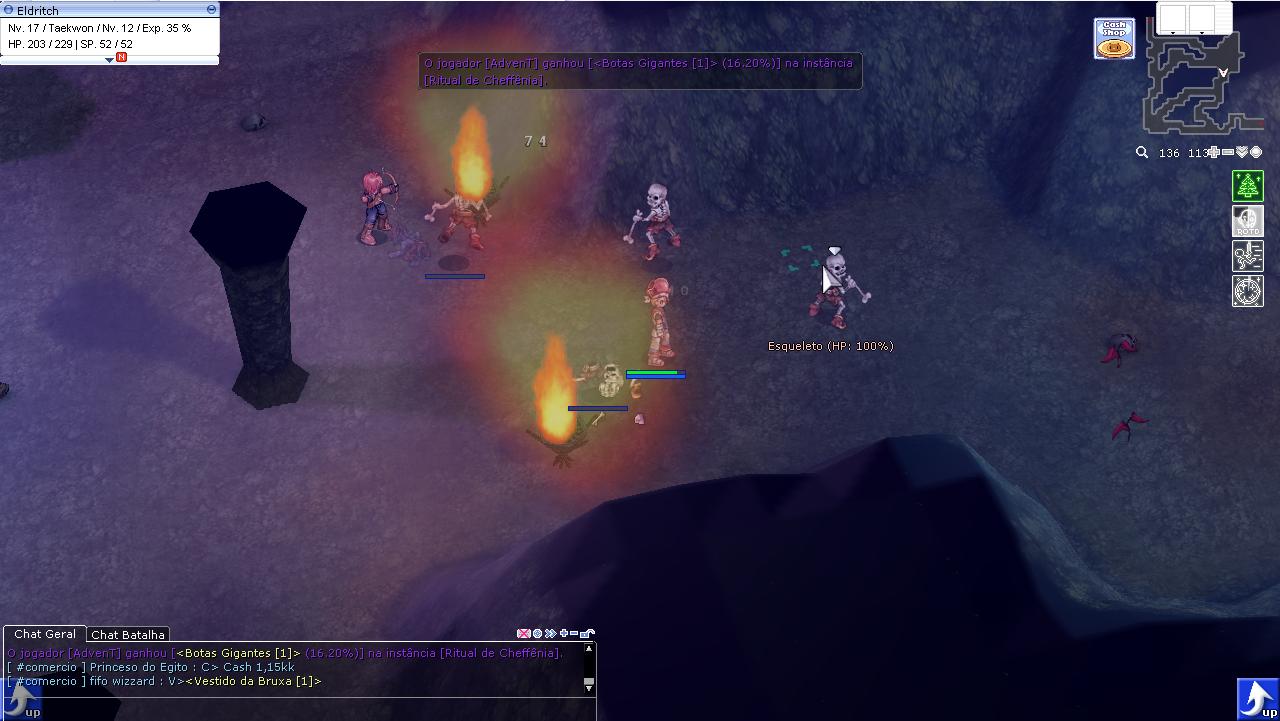 Eldritch
Nv. 17 / Taekwon / Nv. 12 / Exp. 35 %
HP. 203 / 229 | SP. 52 / 52
N
O jogador [AdvenT] ganhou [<Botas Gigantes [1]> (16.20%)] na instância
[Ritual de Cheffênia].
Cash
Shop
136 113
ROTD
74
0
Esqueleto (HP: 100%)
Chat Geral
Chat Batalha
O jogador [AdvenT] ganhou [<Botas Gigantes [1]> (16.20%)] na instância [Ritual de Cheffênia].
[ #comercio ] Princeso do Egito : C> Cash 1,15kk
[ #comercio ] fifo wizzard : V><Vestido da Bruxa [1]>
up
up